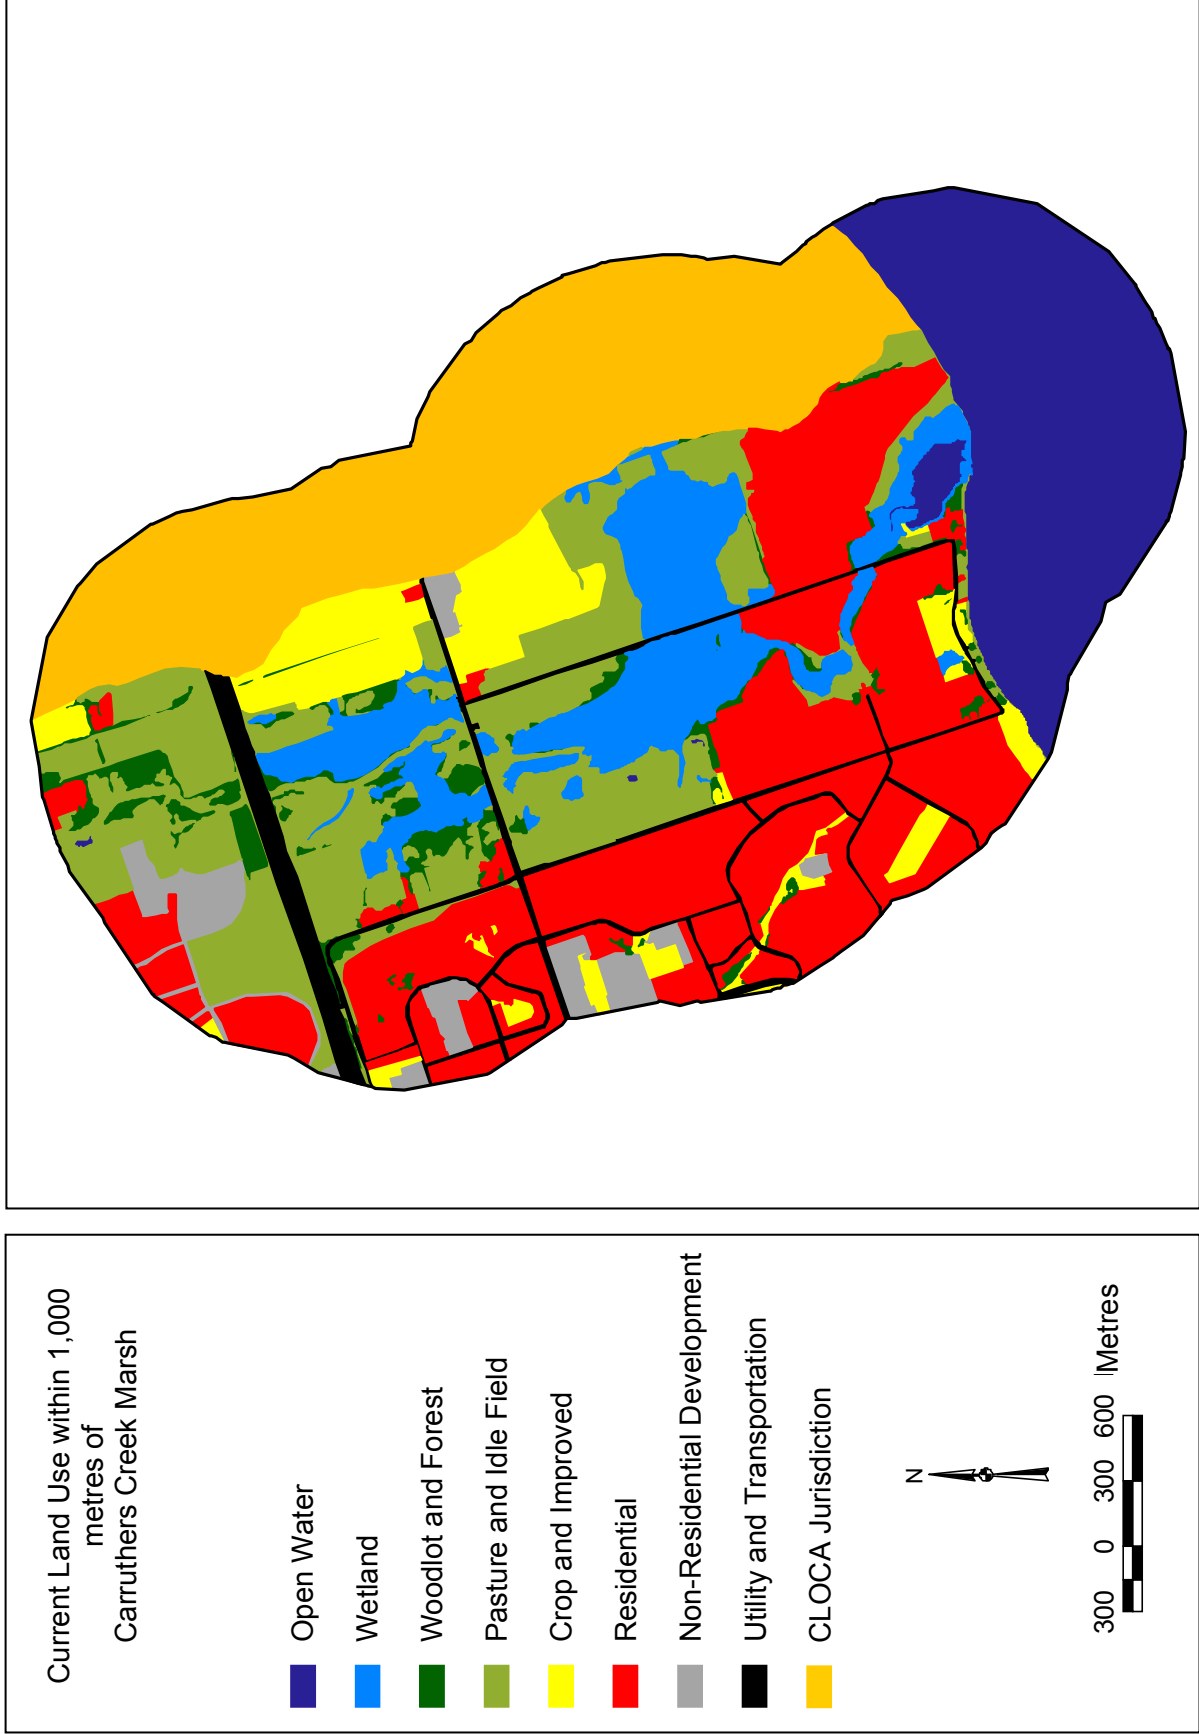 Current Land Use within 1,000
metres of
Carruthers Creek Marsh
Open Water
Wetland
Woodlot and Forest
Pasture and Idle Field
Crop and Improved
Residential
Non-Residential Development
Utility and Transportation
CLOCA Jurisdiction
N
300 0 300 600 Metres